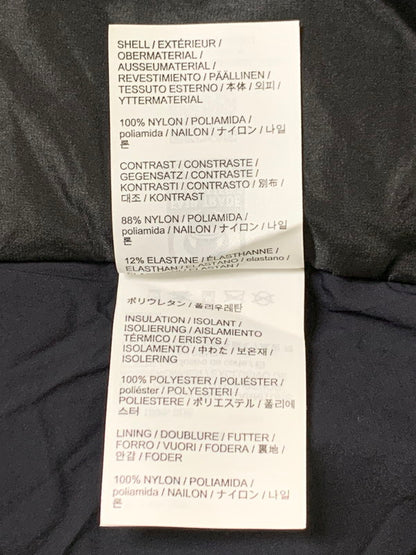 SHELL / EXTÉRIEUR /
OBERMATERIAL /
AUSSEUMATERIAL /
REVESTIMIENTO / PÄÄLLINEN /
TESSUTO ESTERNO / 本体 / 외피 /
YTTERMATERIAL
100% NYLON / POLIAMIDA /
poliamida / NAILON / ナイロン / 나일
론
CONTRAST / CONSTRASTE /
GEGENSATZ / CONTRASTE /
KONTRASTI / CONTRASTO / 別布 /
대조 / KONTRAST
88% NYLON / POLIAMIDA /
poliamida / NAILON / ナイロン / 나일
론
12% ELASTANE / ÉLASTHANNE /
ELASTHAN / ELASTANO / elastano /
ELASTAN /
ポリウレタン / 폴리우레탄
INSULATION / ISOLANT /
ISOLIERUNG / AISLAMIENTO
TÉRMICO / ERISTYS /
ISOLAMENTO / 中わた / 보온재 /
ISOLERING
100% POLYESTER / POLIÉSTER /
poliéster / POLYESTERI /
POLIESTERE / ポリエステル / 폴리에
스터
LINING / DOUBLURE / FUTTER /
FORRO / VUORI / FODERA / 裏地 /
안감 / FODER
100% NYLON / POLIAMIDA /
poliamida / NAILON / ナイロン / 나일
론